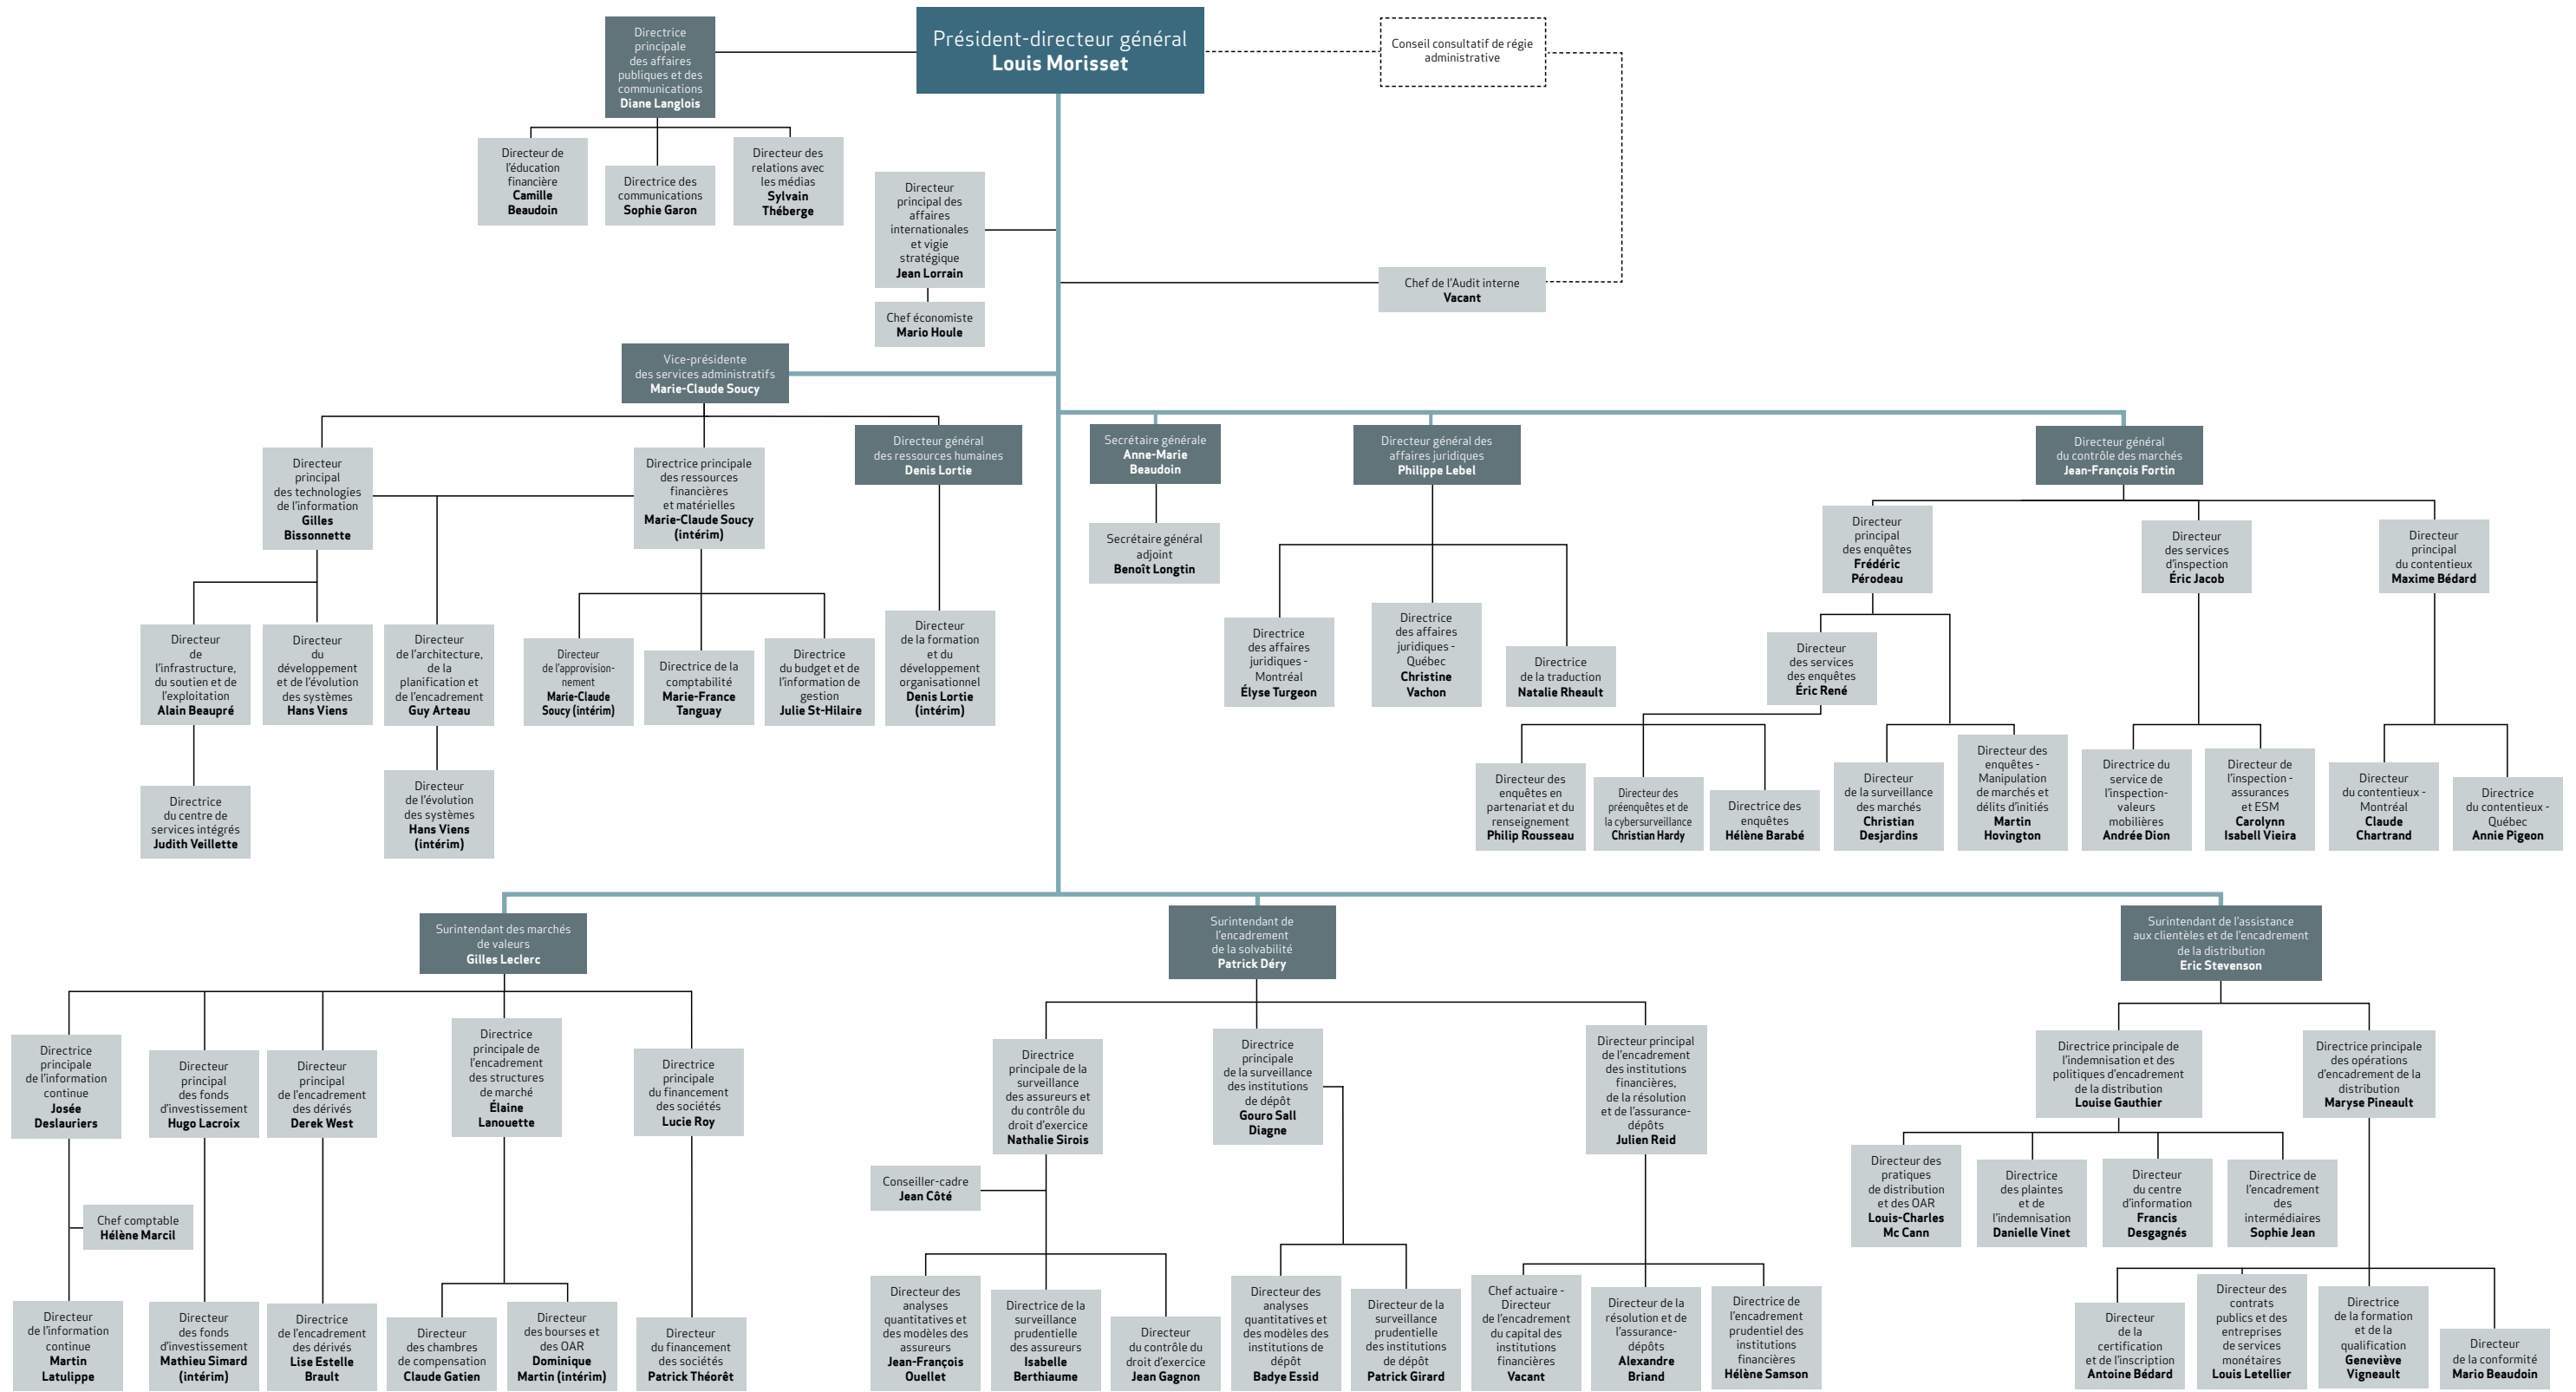 Directrice
principale
des affaires
publiques et des
communications
Diane Langlois
Président-directeur général
Louis Morisset
Conseil consultatif de régie
administrative
Directeur de
l'éducation
financière
Camille
Beaudoin
Directrice des
communications
Sophie Garon
Directeur des
relations avec
les médias
Sylvain
Théberge
Directeur
principal des
affaires
internationales
et vigie
stratégique
Jean Lorrain
Chef économiste
Mario Houle
Chef de l'Audit interne
Vacant
Vice-présidente
des services administratifs
Marie-Claude Soucy
Directeur
principal
des technologies
de l'information
Gilles
Bissonnette
Directrice principale
des ressources
financières
et matérielles
Marie-Claude Soucy
(intérim)
Directeur général
des ressources humaines
Denis Lortie
Secrétaire générale
Anne-Marie
Beaudoin
Directeur général des
affaires juridiques
Philippe Lebel
Directeur général
du contrôle des marchés
Jean-François Fortin
Secrétaire général
adjoint
Benoît Longtin
Directeur
principal
des enquêtes
Frédéric
Pérodeau
Directeur
des services
d'inspection
Éric Jacob
Directeur
principal
du contentieux
Maxime Bédard
Directeur
de
l'infrastructure,
du soutien et de
l'exploitation
Alain Beaupré
Directeur
du
développement
et de l'évolution
des systèmes
Hans Viens
Directeur
de l'architecture,
de la
planification et
de l'encadrement
Guy Arteau
Directeur
de l'approvision-
nement
Marie-Claude
Soucy (intérim)
Directrice de la
comptabilité
Marie-France
Tanguay
Directrice
du budget et de
l'information de
gestion
Julie St-Hilaire
Directeur
de la formation
et du
développement
organisationnel
Denis Lortie
(intérim)
Directrice
des affaires
juridiques -
Montréal
Élyse Turgeon
Directrice
des affaires
juridiques -
Québec
Christine
Vachon
Directrice
de la traduction
Natalie Rheault
Directeur
des services
des enquêtes
Éric René
Directrice
du centre de
services intégrés
Judith Veillette
Directeur
de l'évolution
des systèmes
Hans Viens
(intérim)
Directeur des
enquêtes en
partenariat et du
renseignement
Philip Rousseau
Directeur des
préenquêtes et de
la cybersurveillance
Christian Hardy
Directrice des
enquêtes
Hélène Barabé
Directeur
de la surveillance
des marchés
Christian
Desjardins
Directeur des
enquêtes -
Manipulation
de marchés et
délits d'initiés
Martin
Hovington
Directrice du
service de
l'inspection-
valeurs
mobilières
Andrée Dion
Directeur de
l'inspection -
assurances
et ESM
Carolynn
Isabell Vieira
Directeur
du contentieux -
Montréal
Claude
Chartrand
Directrice
du contentieux -
Québec
Annie Pigeon
Surintendant des marchés
de valeurs
Gilles Leclerc
Surintendant de
l'encadrement
de la solvabilité
Patrick Déry
Surintendant de l'assistance
aux clientèles et de l'encadrement
de la distribution
Eric Stevenson
Directrice
principale
de l'information
continue
Josée
Deslauriers
Directeur
principal
des fonds
d'investissement
Hugo Lacroix
Directeur
principal
de l'encadrement
des dérivés
Derek West
Directrice
principale de
l'encadrement
des structures
de marché
Élaine
Lanouette
Directrice
principale
du financement
des sociétés
Lucie Roy
Directrice
principale de la
surveillance
des assureurs et
du contrôle du
droit d'exercice
Nathalie Sirois
Directrice
principale
de la surveillance
des institutions
de dépôt
Gouro Sall
Diagne
Directeur principal
de l'encadrement
des institutions
financières,
de la résolution
et de l'assurance-
dépôts
Julien Reid
Directrice principale de
l'indemnisation et des
politiques d'encadrement
de la distribution
Louise Gauthier
Directrice principale
des opérations
d'encadrement de la
distribution
Maryse Pineault
Chef comptable
Hélène Marcil
Conseiller-cadre
Jean Côté
Directeur des
pratiques
de distribution
et des OAR
Louis-Charles
Mc Cann
Directrice
des plaintes
et de
l'indemnisation
Danielle Vinet
Directeur
du centre
d'information
Francis
Desgagnés
Directrice de
l'encadrement
des
intermédiaires
Sophie Jean
Directeur
de l'information
continue
Martin
Latulippe
Directeur
des fonds
d'investissement
Mathieu Simard
(intérim)
Directrice
de l'encadrement
des dérivés
Lise Estelle
Brault
Directeur
des chambres
de compensation
Claude Gatien
Directeur
des bourses et
des OAR
Dominique
Martin (intérim)
Directeur
du financement
des sociétés
Patrick Théorêt
Directeur des
analyses
quantitatives et
des modèles des
assureurs
Jean-François
Ouellet
Directrice de la
surveillance
prudentielle
des assureurs
Isabelle
Berthiaume
Directeur
du contrôle du
droit d'exercice
Jean Gagnon
Directeur des
analyses
quantitatives et
des modèles des
institutions de
dépôt
Badye Essid
Directeur de la
surveillance
prudentielle
des institutions
de dépôt
Patrick Girard
Chef actuaire -
Directeur
de l'encadrement
du capital des
institutions
financières
Vacant
Directeur de la
résolution et de
l'assurance-
dépôts
Alexandre
Briand
Directrice de
l'encadrement
prudentiel des
institutions
financières
Hélène Samson
Directeur
de la
certification
et de l'inscription
Antoine Bédard
Directeur des
contrats
publics et des
entreprises
de services
monétaires
Louis Letellier
Directrice
de la formation
et de la
qualification
Geneviève
Vigneault
Directeur
de la conformité
Mario Beaudoin